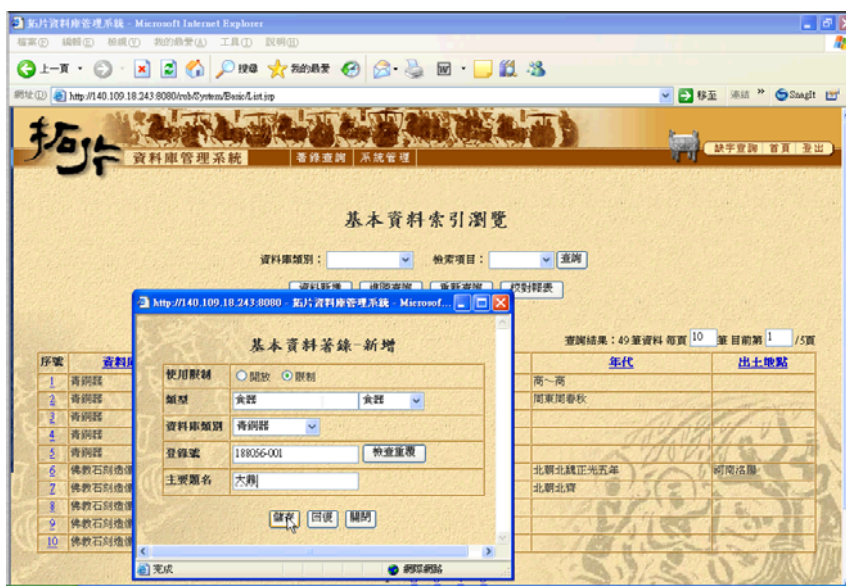 拓片資料庫管理系統 - Microsoft Internet Explorer
檔案(F) 編輯(E) 檢視(V) 我的最愛(A) 工具(T) 說明(H)
上一頁 搜尋 我的最愛
網址(D) http://140.109.18.243:8080/rub/System/Basic/List.jsp 移至 連結 » SnagIt
拓片 資料庫管理系統 著錄查詢 系統管理 缺字查詢 首頁 登出
基本資料索引瀏覽
資料庫類別： 檢索項目： 查詢
資料新增 進階查詢 重新查詢 校對報表
查詢結果：49筆資料 每頁 10 筆 目前第 1 /5頁
序號 資料庫 年代 出土地點
1 青銅器 商～商
2 青銅器 周東周春秋
3 青銅器
4 青銅器
5 青銅器
6 佛教石刻造像 北朝北魏正光五年 河南洛陽
7 佛教石刻造像 北朝北齊
8 佛教石刻造像
9 佛教石刻造像
10 佛教石刻造像
http://140.109.18.243:8080 - 拓片資料庫管理系統 - Microsof...
基本資料著錄-新增
使用限制 開放 限制
類型 食器 食器
資料庫類別 青銅器
登錄號 188056-001 檢查重覆
主要題名 大鼎
儲存 回復 關閉
完成 網際網路